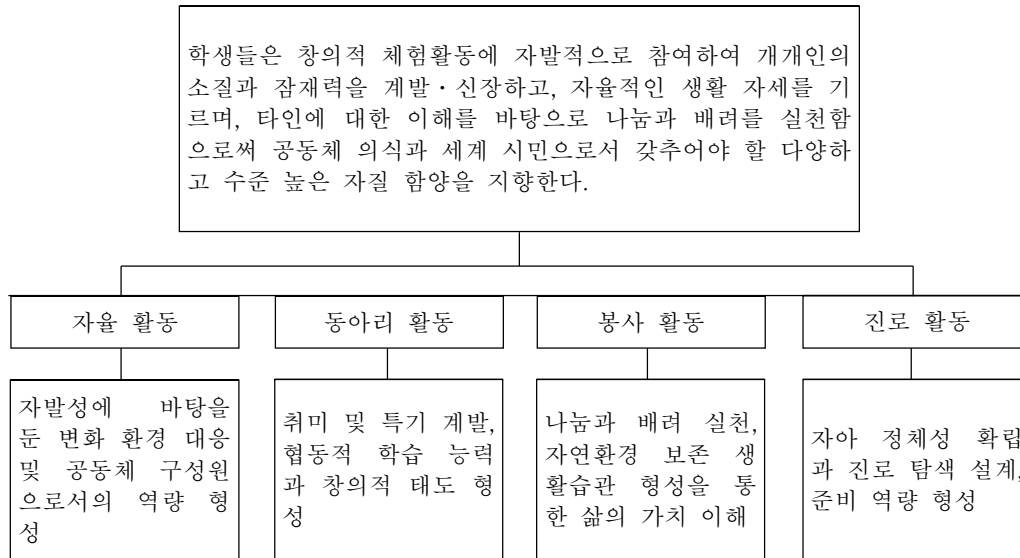 학생들은 창의적 체험활동에 자발적으로 참여하여 개개인의
소질과 잠재력을 계발・신장하고, 자율적인 생활 자세를 기
르며, 타인에 대한 이해를 바탕으로 나눔과 배려를 실천함
으로써 공동체 의식과 세계 시민으로서 갖추어야 할 다양하
고 수준 높은 자질 함양을 지향한다.
자율 활동
동아리 활동
봉사 활동
진로 활동
자발성에 바탕을
둔 변화 환경 대응
및 공동체 구성원
으로서의 역량 형
성
취미 및 특기 계발,
협동적 학습 능력
과 창의적 태도 형
성
나눔과 배려 실천,
자연환경 보존 생
활습관 형성을 통
한 삶의 가치 이해
자아 정체성 확립
과 진로 탐색 설계,
준비 역량 형성